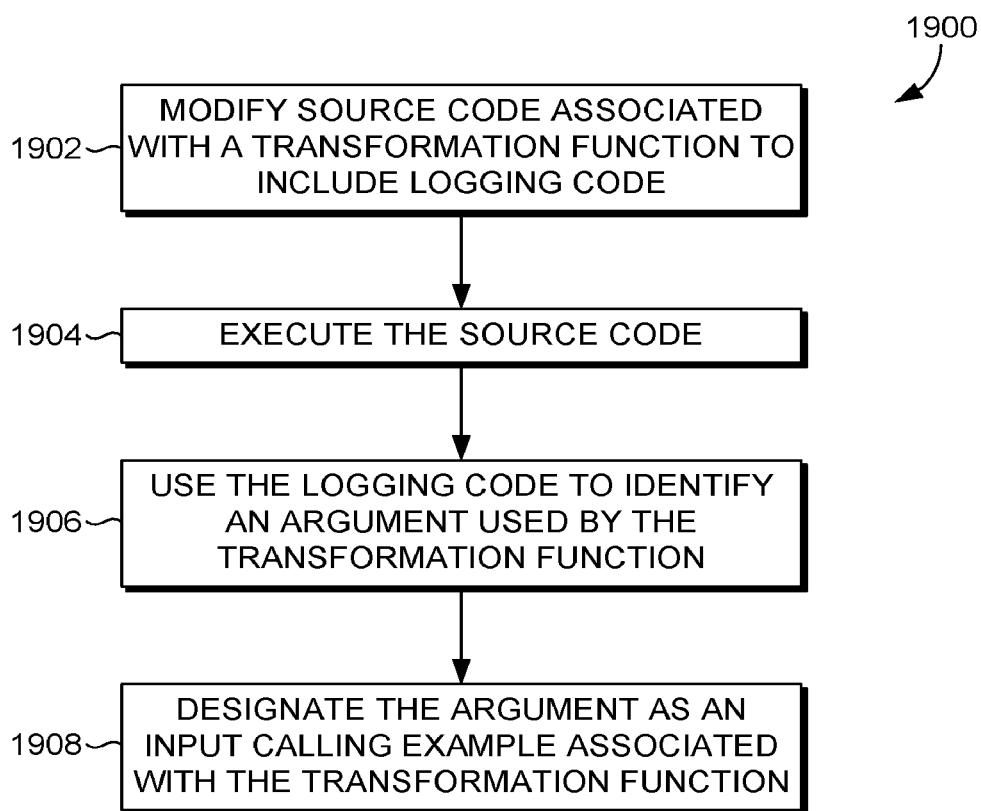 1900
1902
MODIFY SOURCE CODE ASSOCIATED
WITH A TRANSFORMATION FUNCTION TO
INCLUDE LOGGING CODE
1904
EXECUTE THE SOURCE CODE
1906
USE THE LOGGING CODE TO IDENTIFY
AN ARGUMENT USED BY THE
TRANSFORMATION FUNCTION
1908
DESIGNATE THE ARGUMENT AS AN
INPUT CALLING EXAMPLE ASSOCIATED
WITH THE TRANSFORMATION FUNCTION